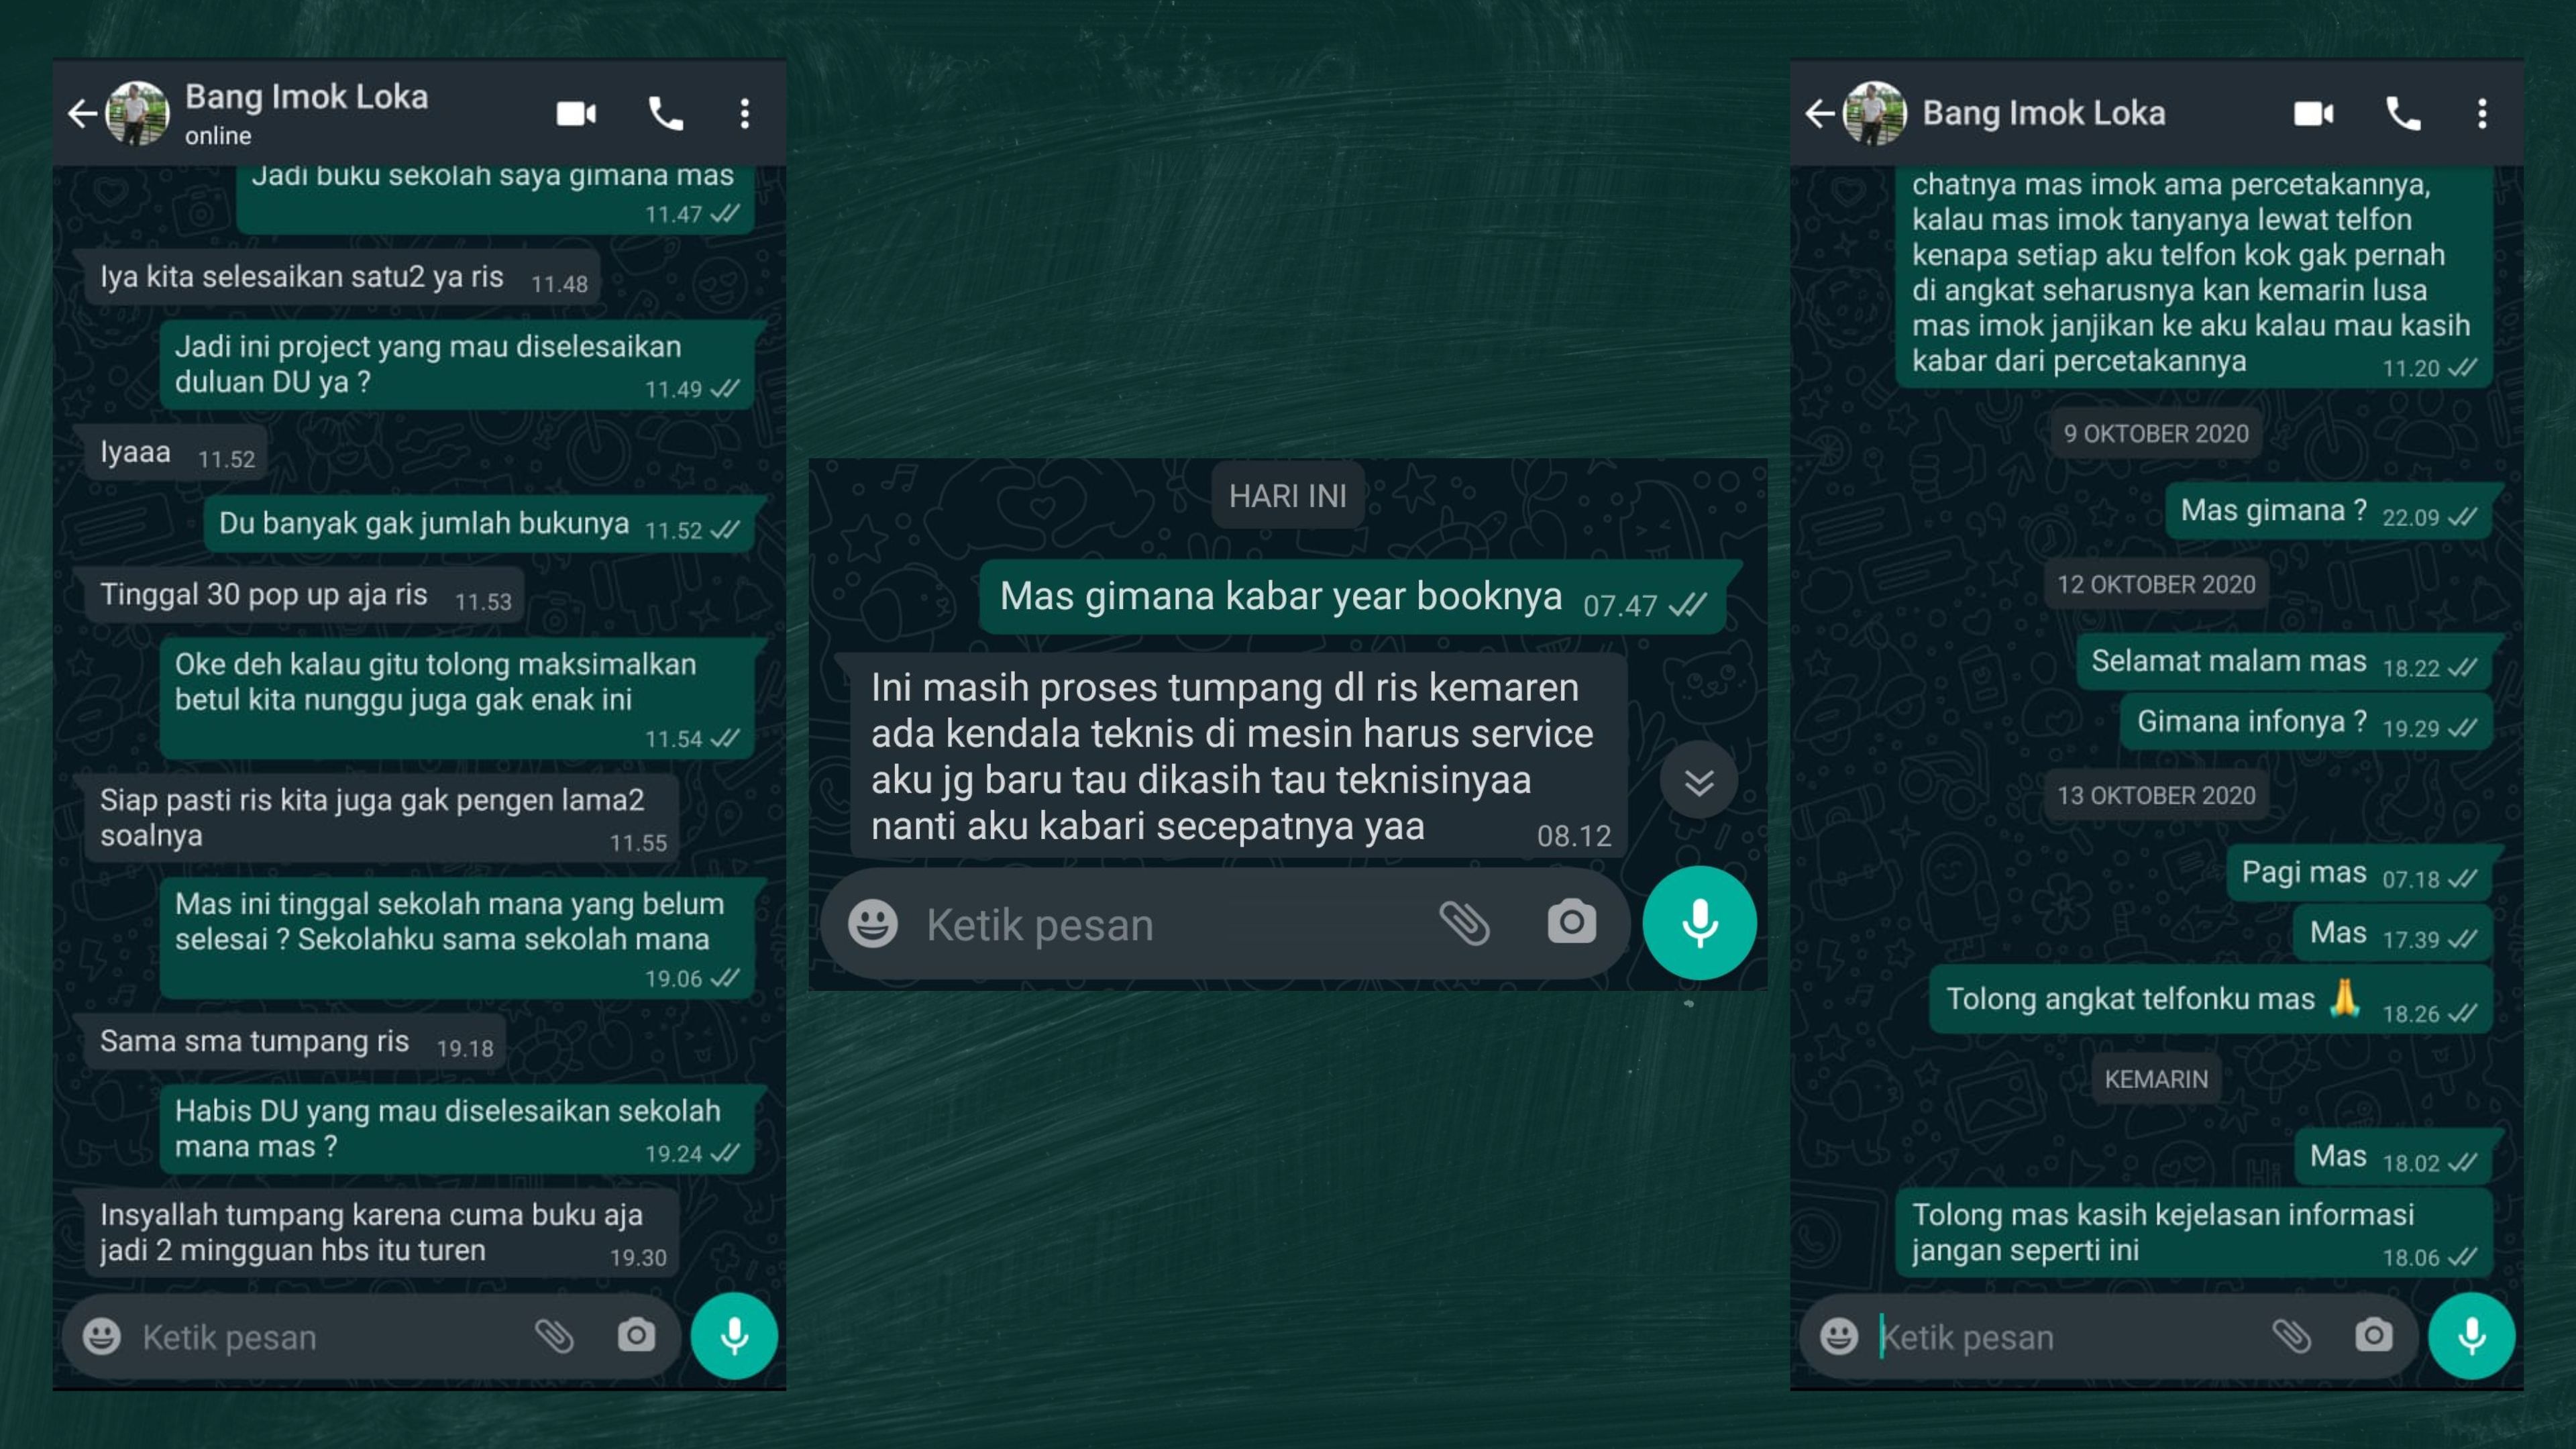 Bang Imok Loka
online
Jadi buku sekolah saya gimana mas
11.47
Iya kita selesaikan satu2 ya ris 11.48
Jadi ini project yang mau diselesaikan
duluan DU ya ? 11.49
Iyaaa 11.52
Du banyak gak jumlah bukunya 11.52
Tinggal 30 pop up aja ris 11.53
Oke deh kalau gitu tolong maksimalkan
betul kita nunggu juga gak enak ini
11.54
Siap pasti ris kita juga gak pengen lama2
soalnya 11.55
Mas ini tinggal sekolah mana yang belum
selesai ? Sekolahku sama sekolah mana
19.06
Sama sma tumpang ris 19.18
Habis DU yang mau diselesaikan sekolah
mana mas ? 19.24
Insyallah tumpang karena cuma buku aja
jadi 2 mingguan hbs itu turen 19.30
Ketik pesan
HARI INI
Mas gimana kabar year booknya 07.47
Ini masih proses tumpang dl ris kemaren
ada kendala teknis di mesin harus service
aku jg baru tau dikasih tau teknisinyaa
nanti aku kabari secepatnya yaa 08.12
Ketik pesan
Bang Imok Loka
chatnya mas imok ama percetakannya,
kalau mas imok tanyanya lewat telfon
kenapa setiap aku telfon kok gak pernah
di angkat seharusnya kan kemarin lusa
mas imok janjikan ke aku kalau mau kasih
kabar dari percetakannya 11.20
9 OKTOBER 2020
Mas gimana ? 22.09
12 OKTOBER 2020
Selamat malam mas 18.22
Gimana infonya ? 19.29
13 OKTOBER 2020
Pagi mas 07.18
Mas 17.39
Tolong angkat telfonku mas 🙏 18.26
KEMARIN
Mas 18.02
Tolong mas kasih kejelasan informasi
jangan seperti ini 18.06
Ketik pesan